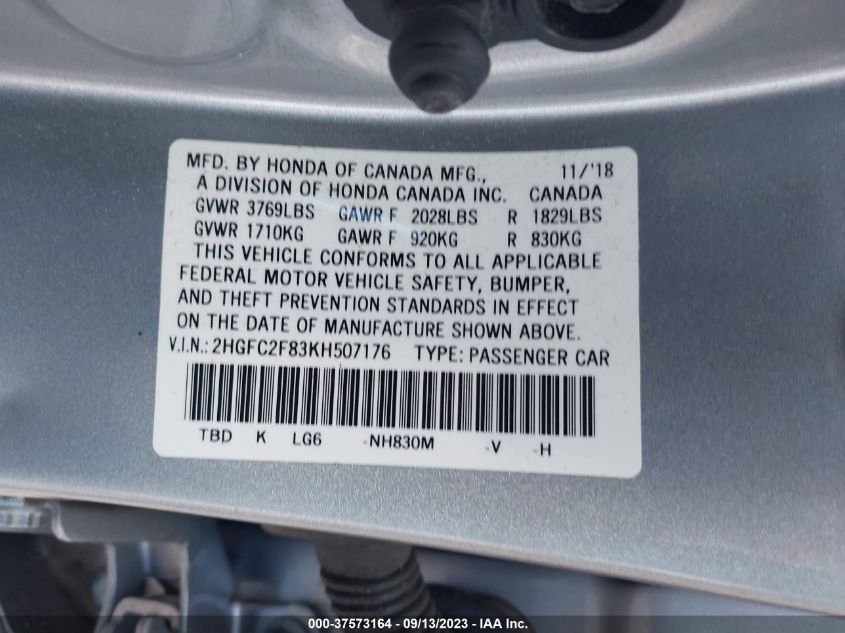 MFD. BY HONDA OF CANADA MFG., 11/'18
A DIVISION OF HONDA CANADA INC. CANADA
GVWR 3769LBS GAWR F 2028LBS R 1829LBS
GVWR 1710KG GAWR F 920KG R 830KG
THIS VEHICLE CONFORMS TO ALL APPLICABLE
FEDERAL MOTOR VEHICLE SAFETY, BUMPER,
AND THEFT PREVENTION STANDARDS IN EFFECT
ON THE DATE OF MANUFACTURE SHOWN ABOVE.
V.I.N.: 2HGFC2F83KH507176 TYPE: PASSENGER CAR
TBD K LG6 -NH830M -V -H
000-37573164 - 09/13/2023 - IAA Inc.